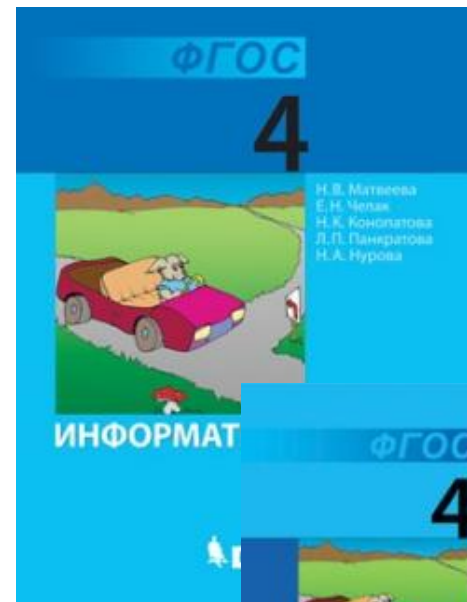 ФГОС
4
Н.В. Матвеева
Е.Н. Челак
Н.К. Конопатова
Л.П. Панкратова
Н.А. Нурова
ИНФОРМАТ
ФГОС
4